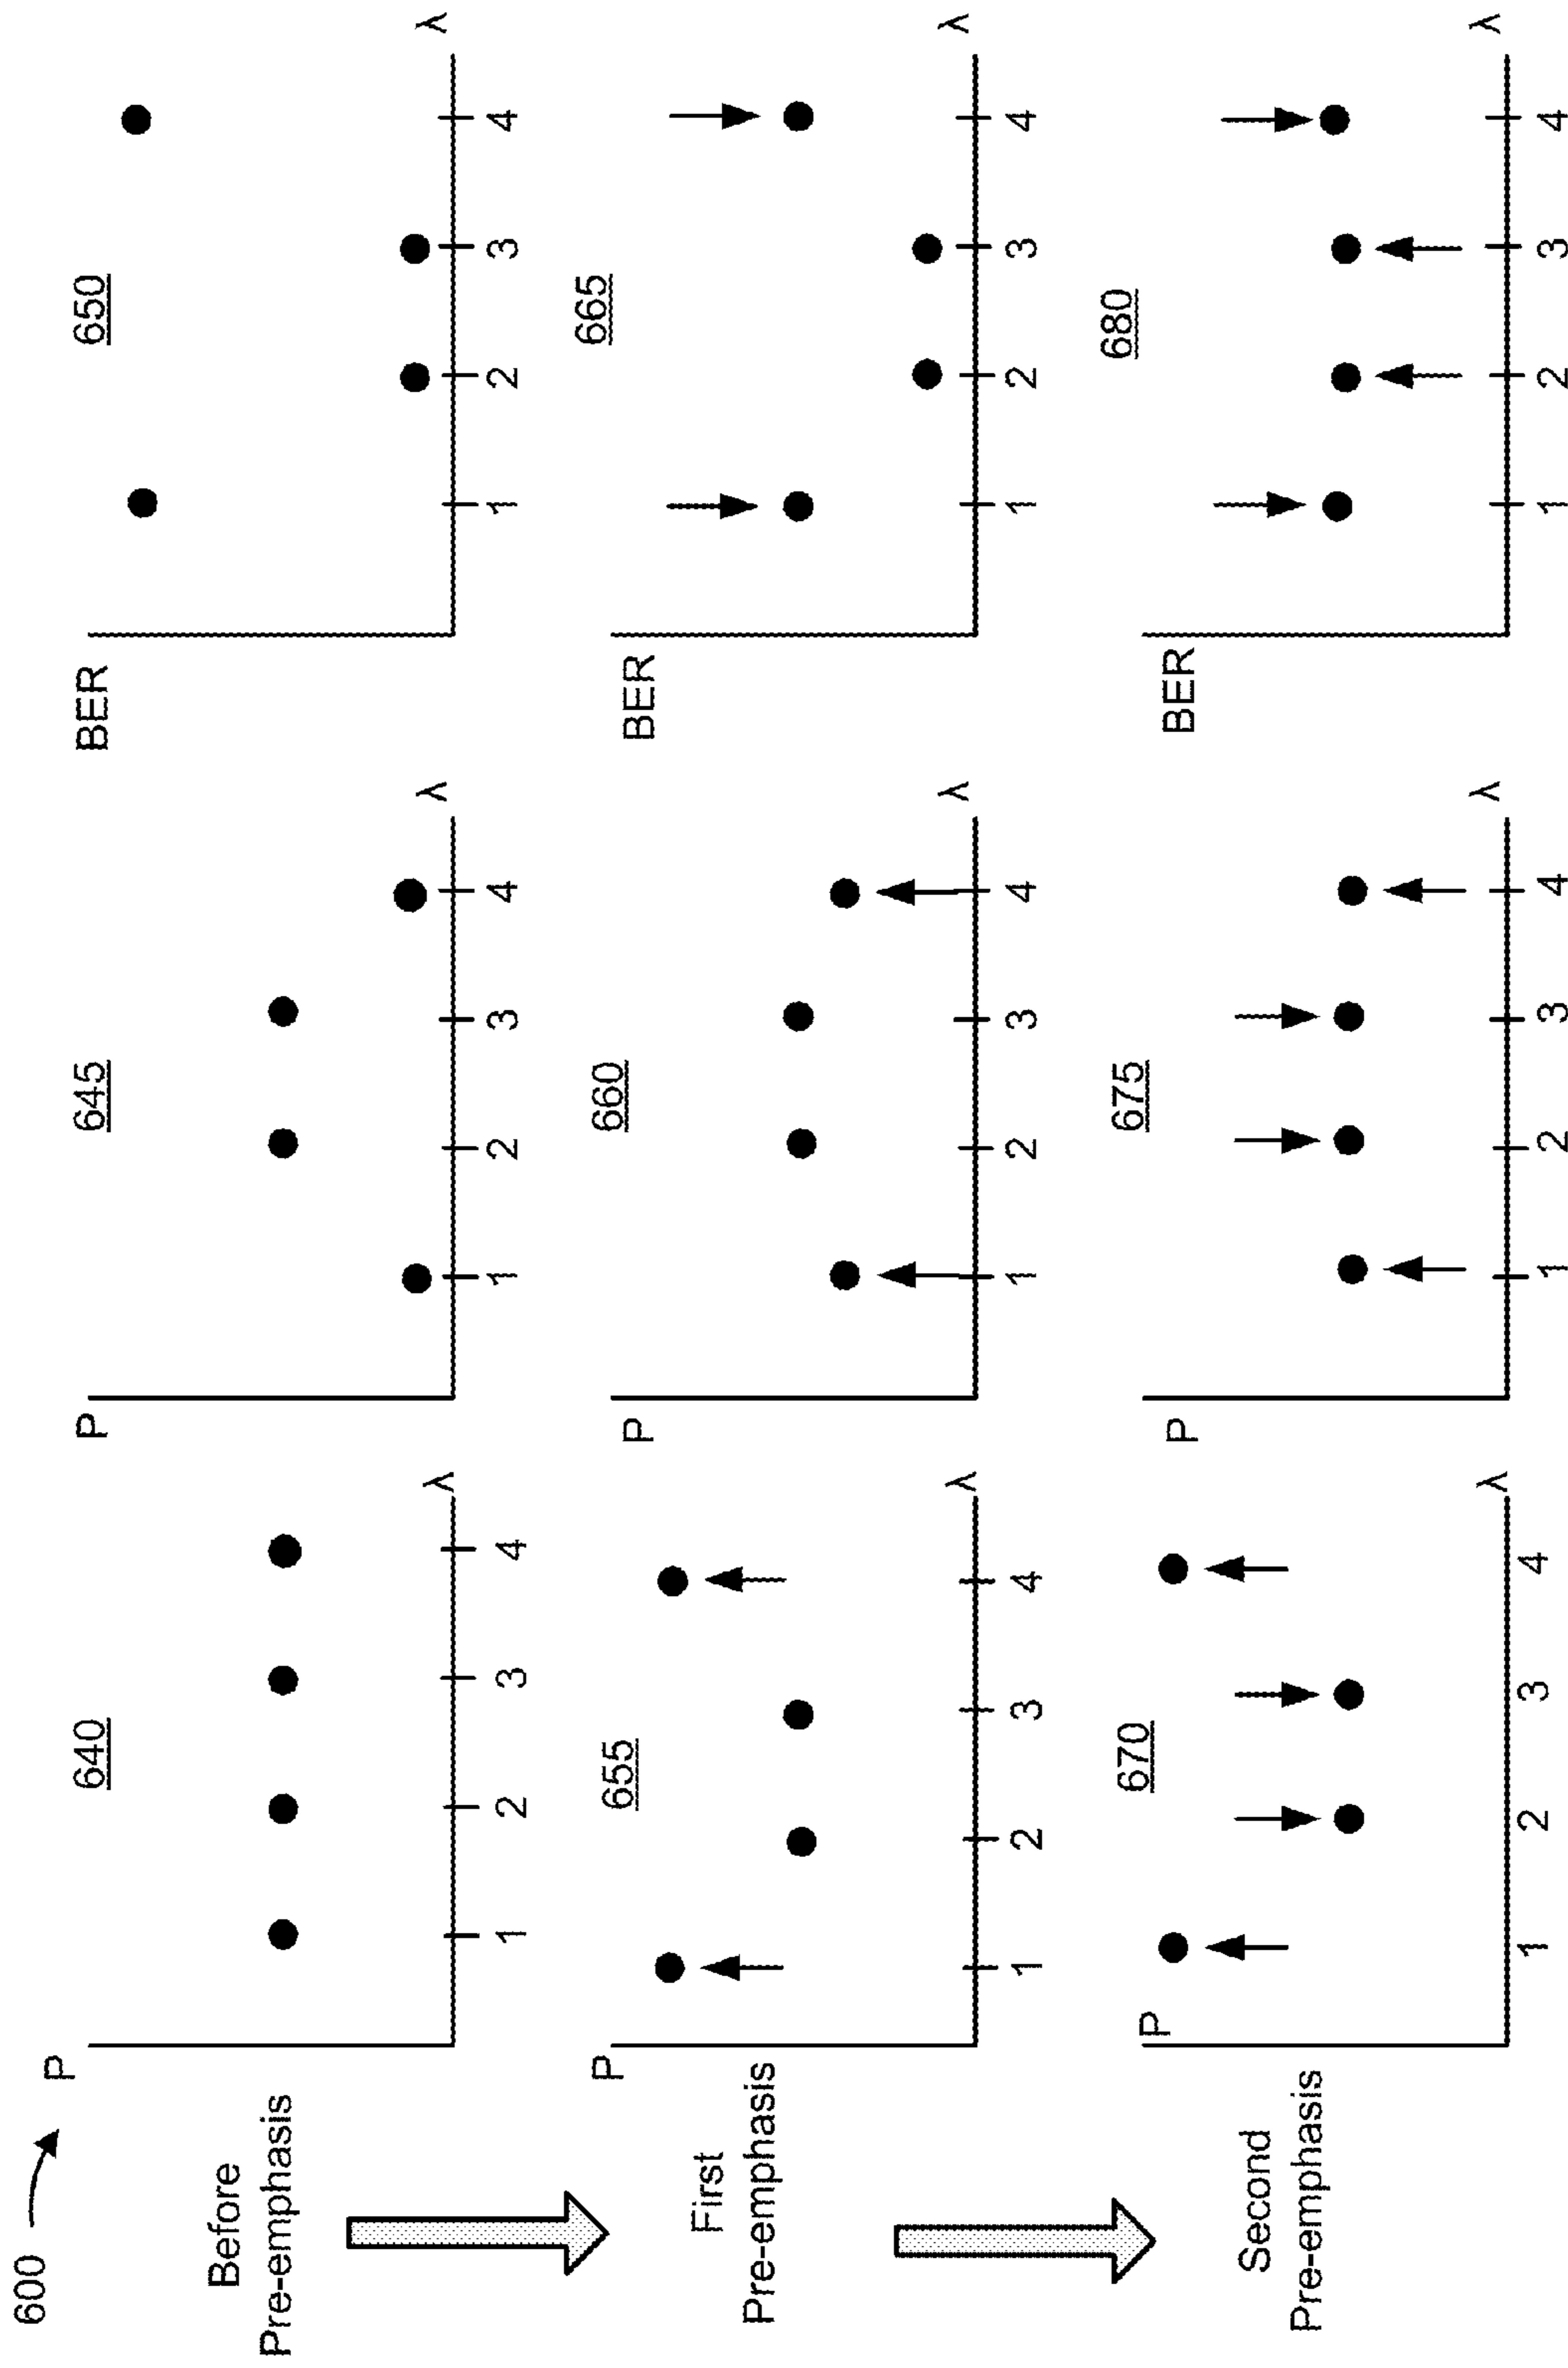 600
Before
Pre-emphasis
P
640
1 2 3 4 λ
P
645
1 2 3 4 λ
BER
650
1 2 3 4 λ
First
Pre-emphasis
P
655
1 2 3 4 λ
P
660
1 2 3 4 λ
BER
665
1 2 3 4 λ
Second
Pre-emphasis
P
670
1 2 3 4 λ
P
675
1 2 3 4 λ
BER
680
1 2 3 4 λ